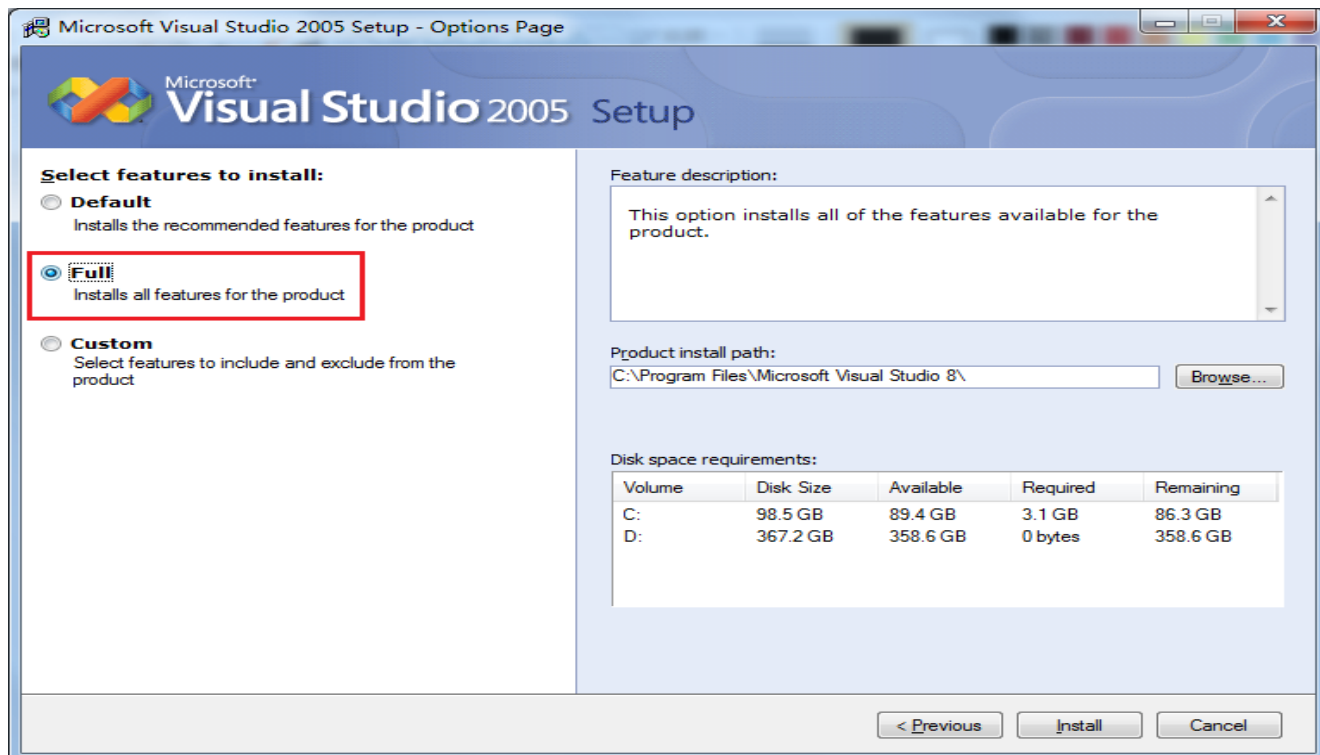 Microsoft Visual Studio 2005 Setup - Options Page
Microsoft
Visual Studio 2005 Setup
Select features to install:
Default
Installs the recommended features for the product
Full
Installs all features for the product
Custom
Select features to include and exclude from the
product
Feature description:
This option installs all of the features available for the
product.
Product install path:
C:\Program Files\Microsoft Visual Studio 8\
Browse...
Disk space requirements:
Volume Disk Size Available Required Remaining
C: 98.5 GB 89.4 GB 3.1 GB 86.3 GB
D: 367.2 GB 358.6 GB 0 bytes 358.6 GB
< Previous Install Cancel